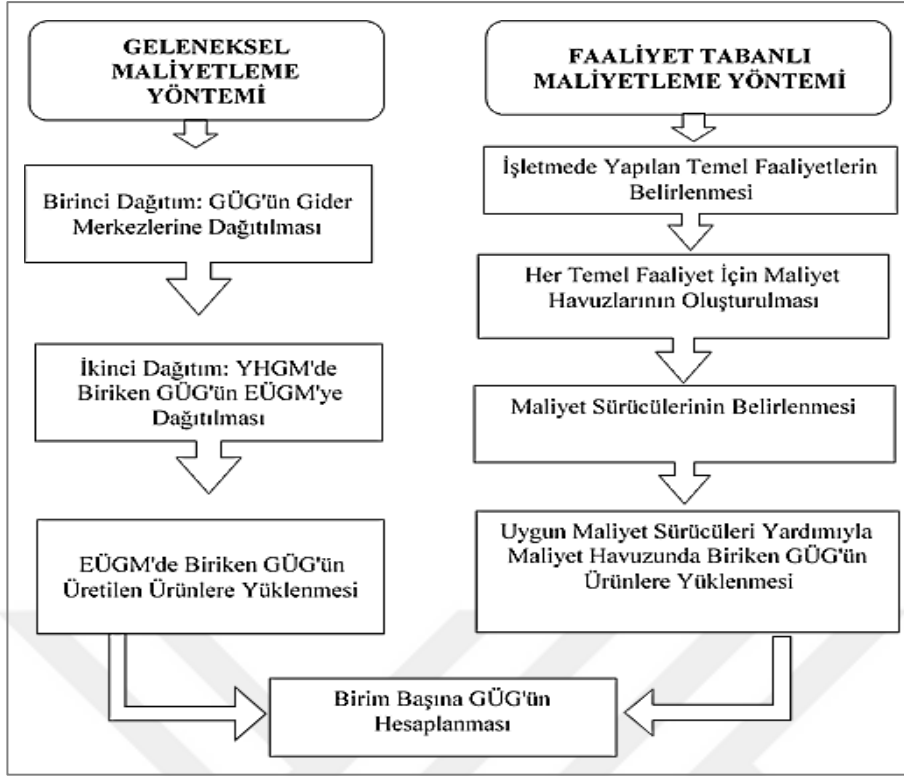 GELENEKSEL
MALİYETLEME
YÖNTEMİ
Birinci Dağıtım: GÜG'ün Gider
Merkezlerine Dağıtılması
İkinci Dağıtım: YHGM'de
Biriken GÜG'ün EÜGM'ye
Dağıtılması
EÜGM'de Biriken GÜG'ün
Üretilen Ürünlere Yüklenmesi
FAALİYET TABANLI
MALİYETLEME YÖNTEMİ
İşletmede Yapılan Temel Faaliyetlerin
Belirlenmesi
Her Temel Faaliyet İçin Maliyet
Havuzlarının Oluşturulması
Maliyet Sürücülerinin Belirlenmesi
Uygun Maliyet Sürücüleri Yardımıyla
Maliyet Havuzunda Biriken GÜG'ün
Ürünlere Yüklenmesi
Birim Başına GÜG'ün
Hesaplanması